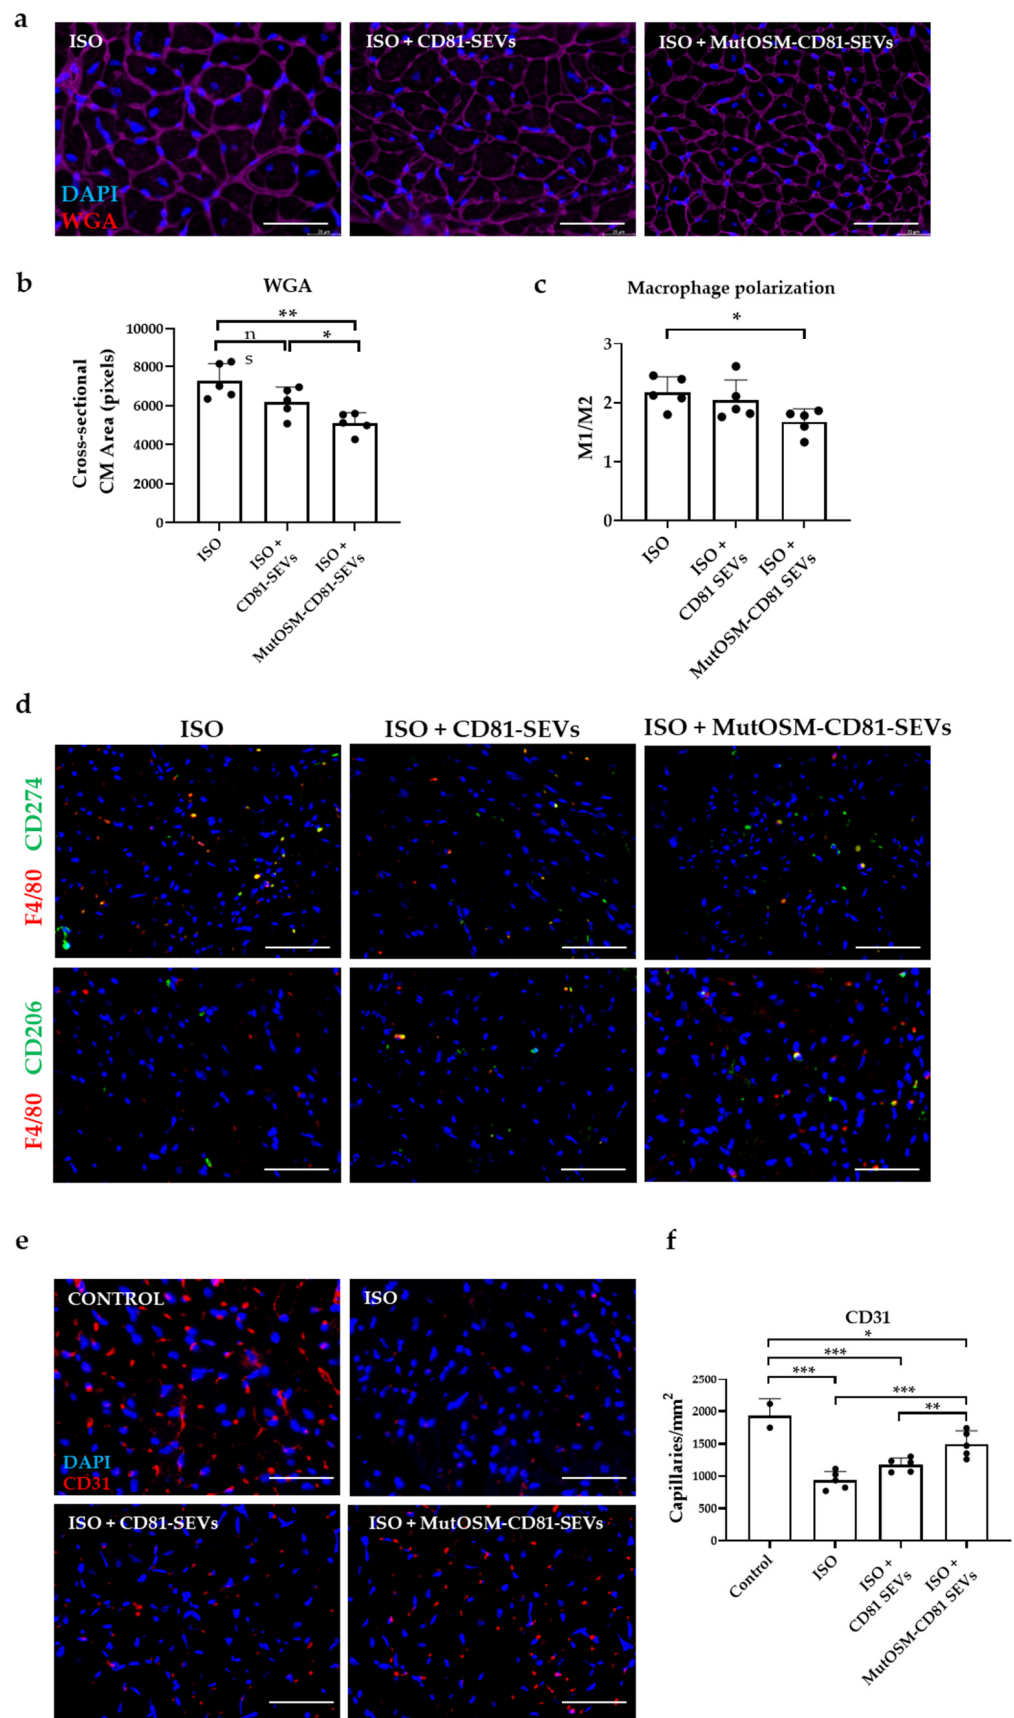 a
ISO
ISO + CD81-SEVs
ISO + MutOSM-CD81-SEVs
DAPI
WGA
b
WGA
**
n
s
*
10000
8000
6000
4000
2000
0
Cross-sectional
CM Area (pixels)
ISO
ISO +
CD81-SEVs
ISO +
MutOSM-CD81-SEVs
c
Macrophage polarization
*
3
2
1
0
M1/M2
ISO
ISO +
CD81 SEVs
ISO +
MutOSM-CD81 SEVs
d
ISO
ISO + CD81-SEVs
ISO + MutOSM-CD81-SEVs
F4/80 CD274
F4/80 CD206
e
CONTROL
ISO
DAPI
CD31
ISO + CD81-SEVs
ISO + MutOSM-CD81-SEVs
f
CD31
*
***
***
***
**
2500
2000
1500
1000
500
0
Capillaries/mm²
Control
ISO
ISO +
CD81 SEVs
ISO +
MutOSM-CD81 SEVs